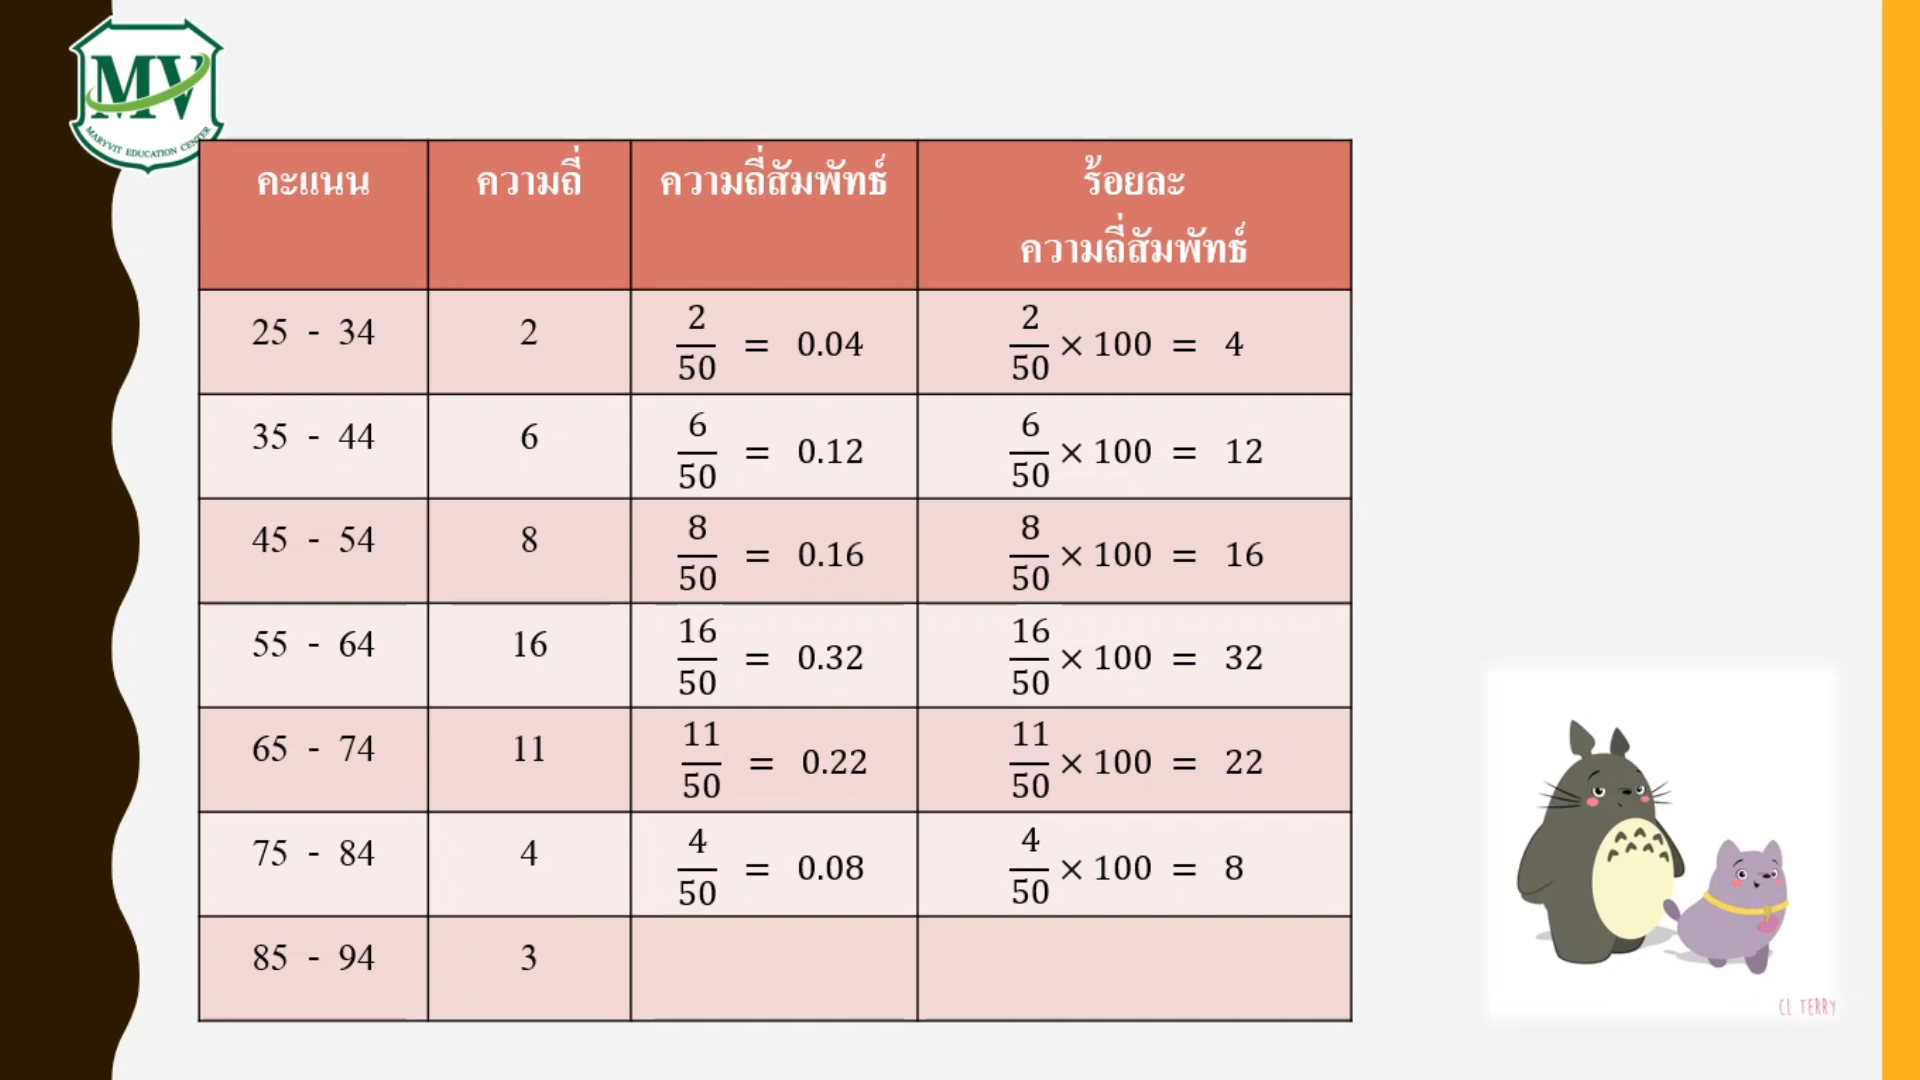 MV
MARYVIT EDUCATION CENTER
คะแนน ความถี่ ความถี่สัมพัทธ์ ร้อยละ
ความถี่สัมพัทธ์
25 - 34 2 2/50 = 0.04 2/50 × 100 = 4
35 - 44 6 6/50 = 0.12 6/50 × 100 = 12
45 - 54 8 8/50 = 0.16 8/50 × 100 = 16
55 - 64 16 16/50 = 0.32 16/50 × 100 = 32
65 - 74 11 11/50 = 0.22 11/50 × 100 = 22
75 - 84 4 4/50 = 0.08 4/50 × 100 = 8
85 - 94 3
CL TERRY